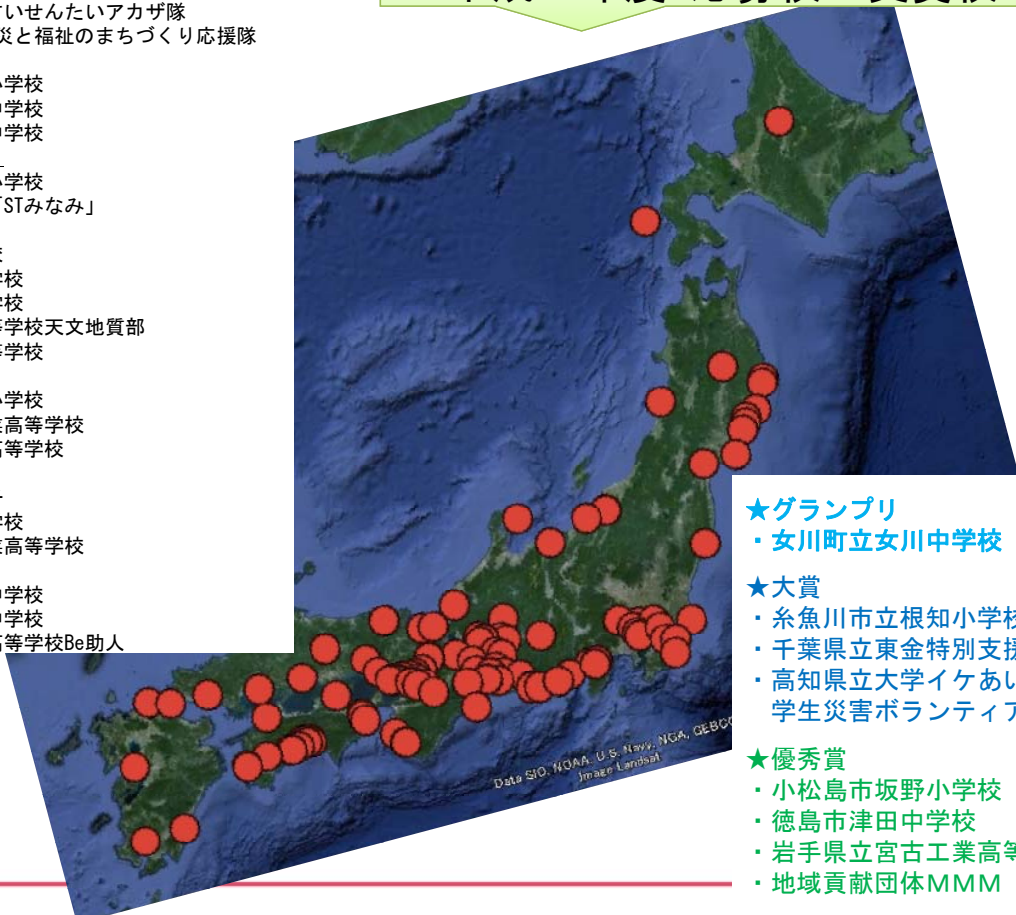 せんたいアカザ隊
災と福祉のまちづくり応援隊
小学校
中学校
中学校
小学校
「STみなみ」
校
学校
学校
等学校天文地質部
等学校
小学校
業高等学校
高等学校
学校
業高等学校
中学校
中学校
高等学校Be助人
Data SIO, NOAA, U.S. Navy, NGA, GEBCO
Image Landsat
★グランプリ
・女川町立女川中学校
★大賞
・糸魚川市立根知小学校
・千葉県立東金特別支援
・高知県立大学イケあい
学生災害ボランティア
★優秀賞
・小松島市坂野小学校
・徳島市津田中学校
・岩手県立宮古工業高等
・地域貢献団体ＭＭＭ